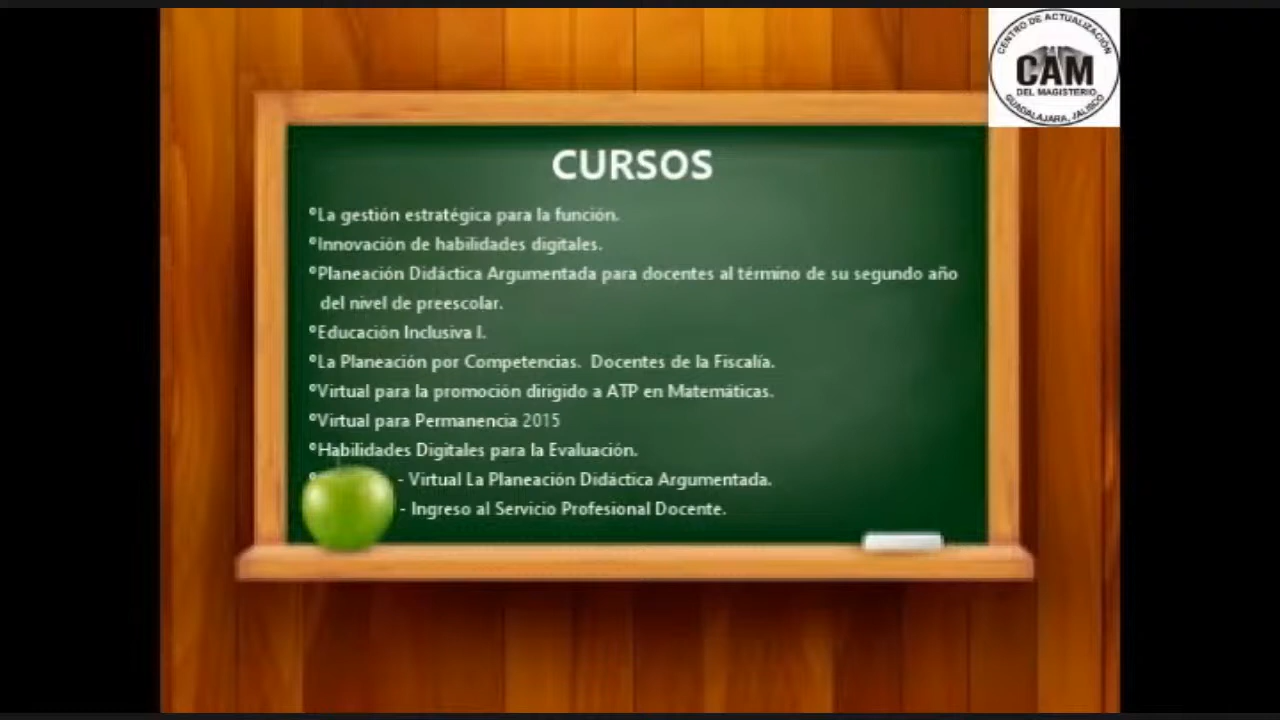 CENTRO DE ACTUALIZACIÓN
CAM
DEL MAGISTERIO
GUADALAJARA, JALISCO
CURSOS
°La gestión estratégica para la función.
°Innovación de habilidades digitales.
°Planeación Didáctica Argumentada para docentes al término de su segundo año
del nivel de preescolar.
°Educación Inclusiva I.
°La Planeación por Competencias. Docentes de la Fiscalía.
°Virtual para la promoción dirigido a ATP en Matemáticas.
°Virtual para Permanencia 2015
°Habilidades Digitales para la Evaluación.
° - Virtual La Planeación Didáctica Argumentada.
- Ingreso al Servicio Profesional Docente.